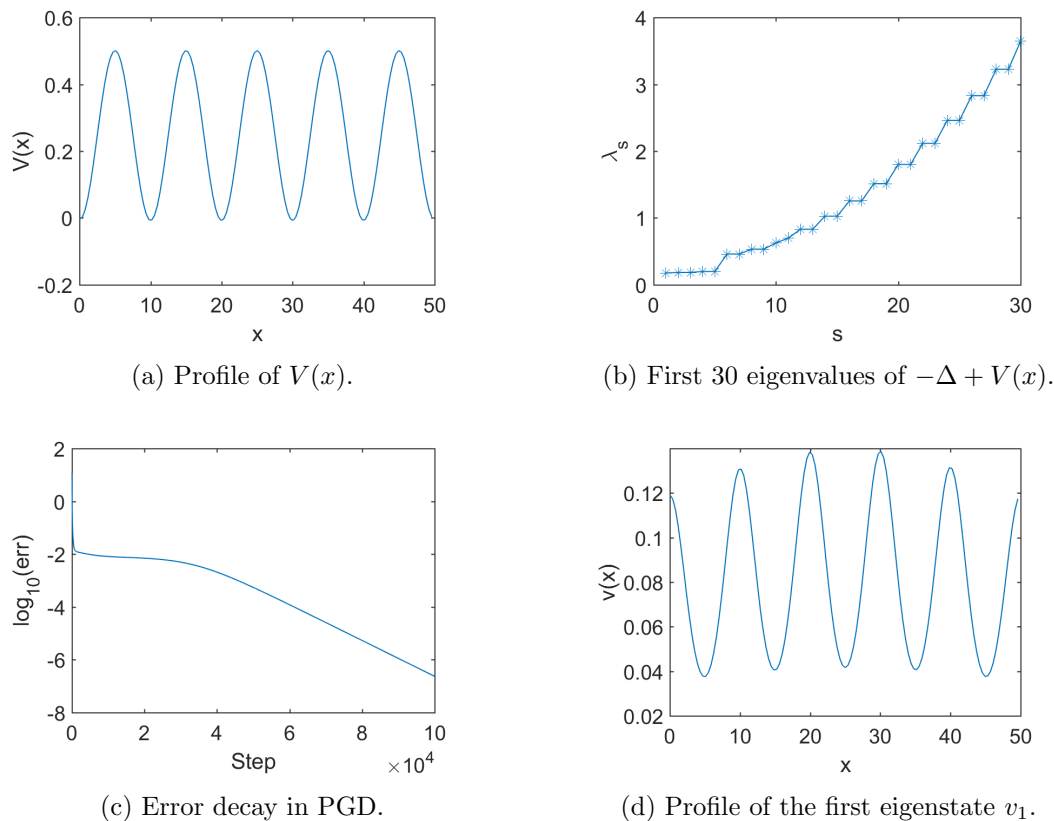 0.6
0.4
0.2
0
-0.2
V(x)
0 10 20 30 40 50
x
(a) Profile of V(x).
4
3
2
1
0
λ_s
0 10 20 30
s
(b) First 30 eigenvalues of −Δ + V(x).
2
0
-2
-4
-6
-8
log₁₀(err)
0 2 4 6 8 10
Step
×10⁴
(c) Error decay in PGD.
0.12
0.1
0.08
0.06
0.04
0.02
v(x)
0 10 20 30 40 50
x
(d) Profile of the first eigenstate v₁.